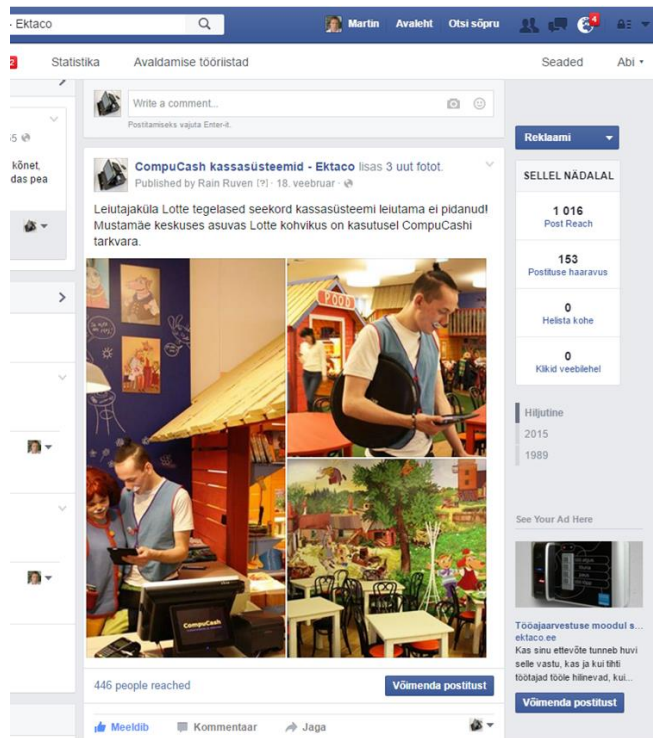 - Ektaco
Martin Avaleht Otsi sõpru 4
2 Statistika Avaldamise tööriistad Seaded Abi
Write a comment...
Postitamiseks vajuta Enter-it.
kõnet,
das pea
CompuCash kassasüsteemid - Ektaco lisas 3 uut fotot.
Published by Rain Ruven [?] · 18. veebruar ·
Leiutajaküla Lotte tegelased seekord kassasüsteemi leiutama ei pidanud!
Mustamäe keskuses asuvas Lotte kohvikus on kasutusel CompuCashi
tarkvara.
POOD
CompuCash
446 people reached
Võimenda postitust
Meeldib Kommentaar Jaga
Reklaami
SELLEL NÄDALAL
1 016
Post Reach
153
Postituse haaravus
0
Helista kohe
0
Klikid veebilehel
Hiljutine
2015
1989
See Your Ad Here
Tööajaarvestuse moodul s...
ektaco.ee
Kas sinu ettevõte tunneb huvi
selle vastu, kas ja kui tihti
töötajad tööle hilinevad, kui...
Võimenda postitust